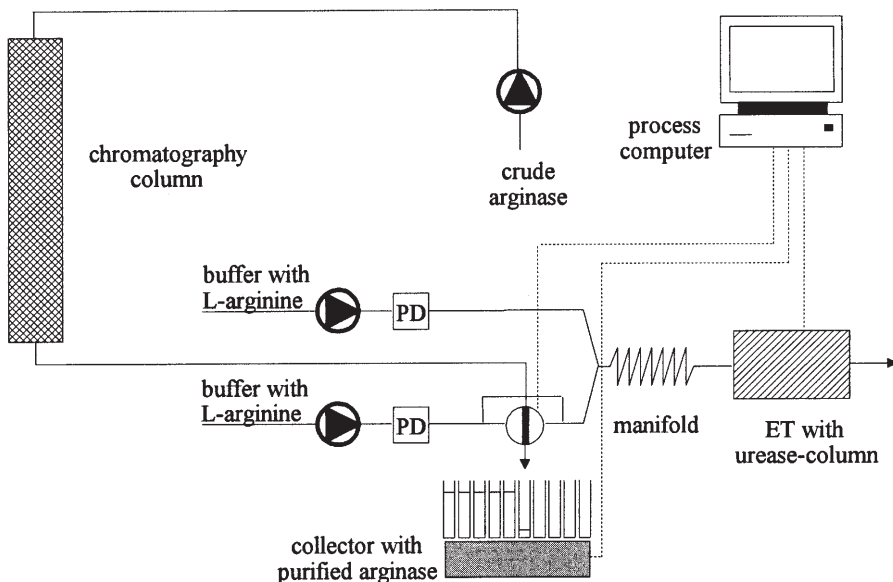 chromatography
column
crude
arginase
process
computer
buffer with
L-arginine
PD
buffer with
L-arginine
PD
manifold
ET with
urease-column
collector with
purified arginase